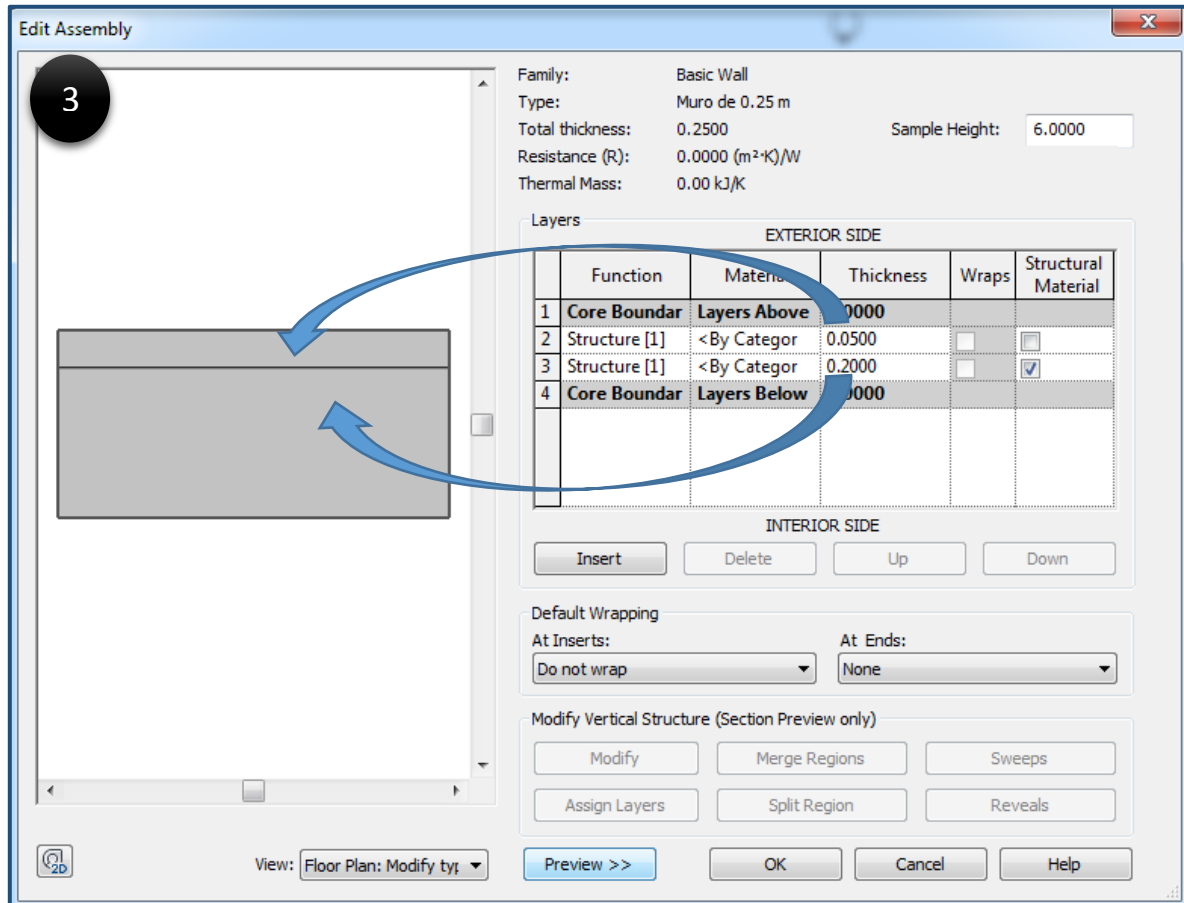 Edit Assembly
3
Family: Basic Wall
Type: Muro de 0.25 m
Total thickness: 0.2500 Sample Height: 6.0000
Resistance (R): 0.0000 (m²·K)/W
Thermal Mass: 0.00 kJ/K
Layers
EXTERIOR SIDE
Function Material Thickness Wraps Structural Material
1 Core Boundar Layers Above .0000
2 Structure [1] <By Categor 0.0500
3 Structure [1] <By Categor 0.2000
4 Core Boundar Layers Below .0000
INTERIOR SIDE
Insert Delete Up Down
Default Wrapping
At Inserts: At Ends:
Do not wrap None
Modify Vertical Structure (Section Preview only)
Modify Merge Regions Sweeps
Assign Layers Split Region Reveals
2D View: Floor Plan: Modify typ Preview >> OK Cancel Help